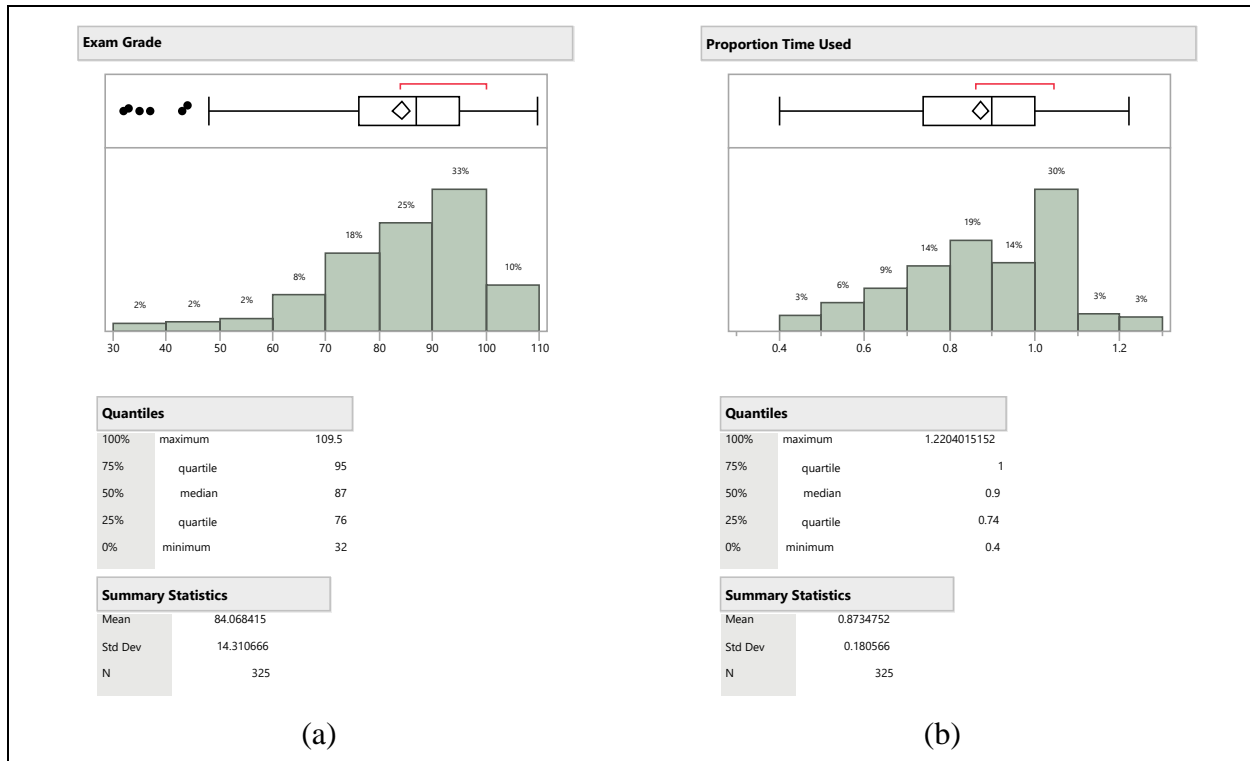 Exam Grade
33%
25%
18%
10%
8%
2%
2%
2%
30 40 50 60 70 80 90 100 110
Quantiles
100% maximum 109.5
75% quartile 95
50% median 87
25% quartile 76
0% minimum 32
Summary Statistics
Mean 84.068415
Std Dev 14.310666
N 325
(a)
Proportion Time Used
30%
19%
14%
14%
9%
6%
3%
3%
3%
0.4 0.6 0.8 1.0 1.2
Quantiles
100% maximum 1.2204015152
75% quartile 1
50% median 0.9
25% quartile 0.74
0% minimum 0.4
Summary Statistics
Mean 0.8734752
Std Dev 0.180566
N 325
(b)